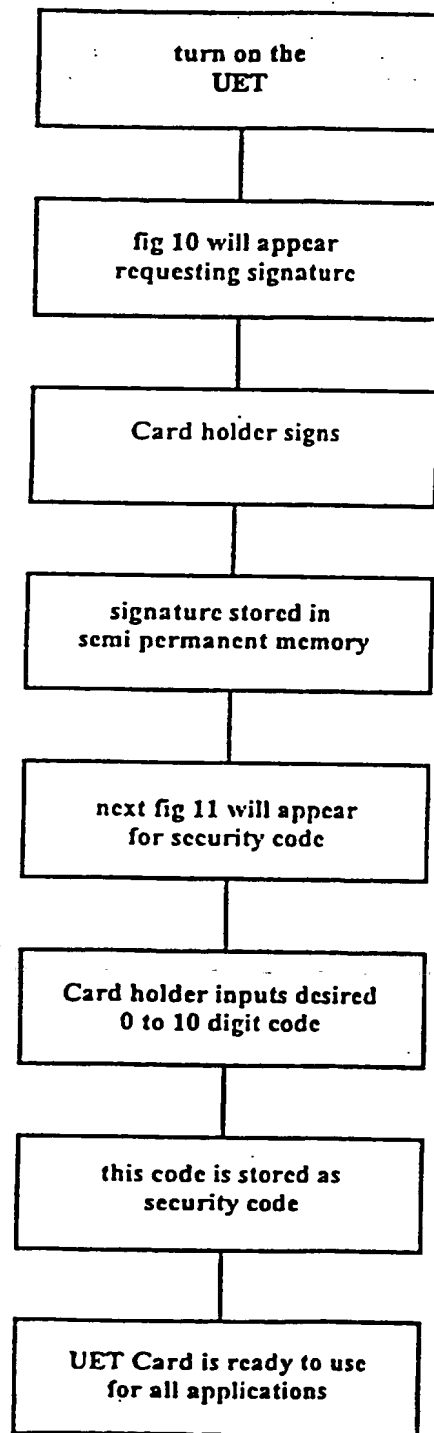 turn on the
UET
fig 10 will appear
requesting signature
Card holder signs
signature stored in
semi permanent memory
next fig 11 will appear
for security code
Card holder inputs desired
0 to 10 digit code
this code is stored as
security code
UET Card is ready to use
for all applications